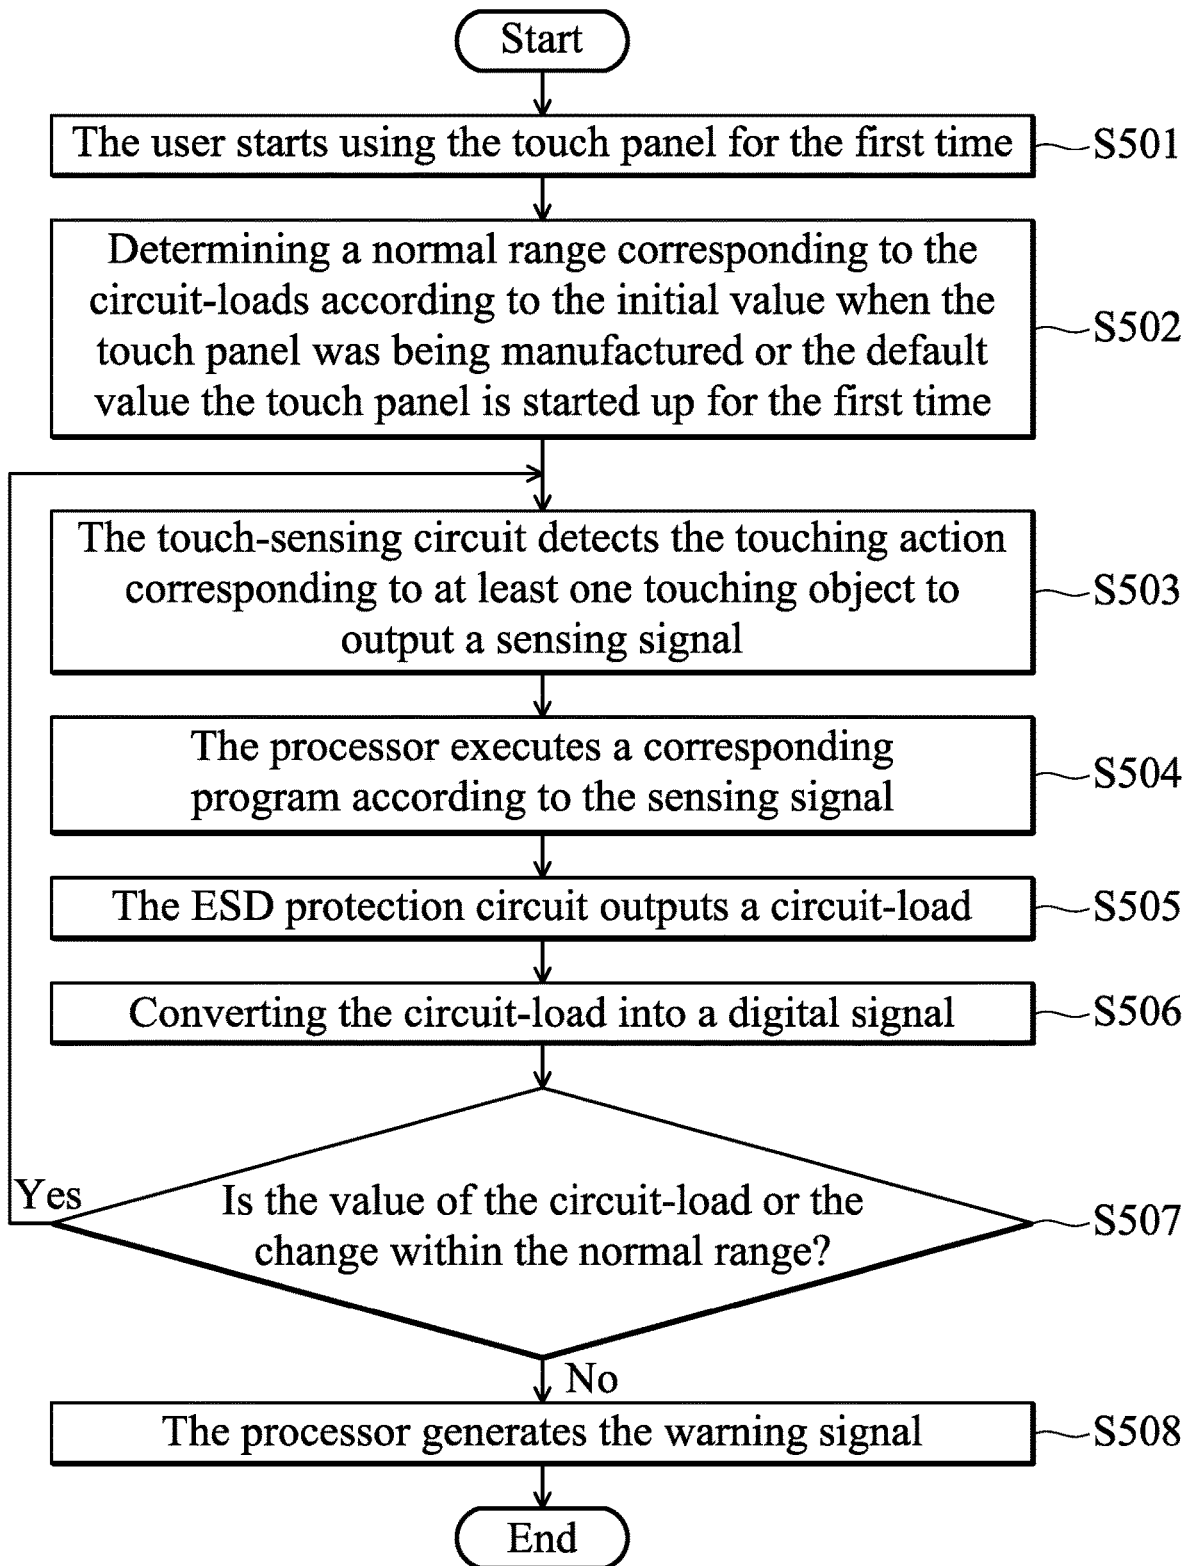 Start
The user starts using the touch panel for the first time
S501
Determining a normal range corresponding to the
circuit-loads according to the initial value when the
touch panel was being manufactured or the default
value the touch panel is started up for the first time
S502
The touch-sensing circuit detects the touching action
corresponding to at least one touching object to
output a sensing signal
S503
The processor executes a corresponding
program according to the sensing signal
S504
The ESD protection circuit outputs a circuit-load
S505
Converting the circuit-load into a digital signal
S506
Yes
Is the value of the circuit-load or the
change within the normal range?
S507
No
The processor generates the warning signal
S508
End